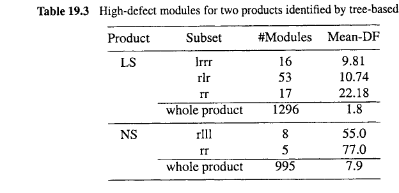 Table 19.3 High-defect modules for two products identified by tree-based
Product Subset #Modules Mean-DF
LS lrrr 16 9.81
rlr 53 10.74
rr 17 22.18
whole product 1296 1.8
NS rlll 8 55.0
rr 5 77.0
whole product 995 7.9